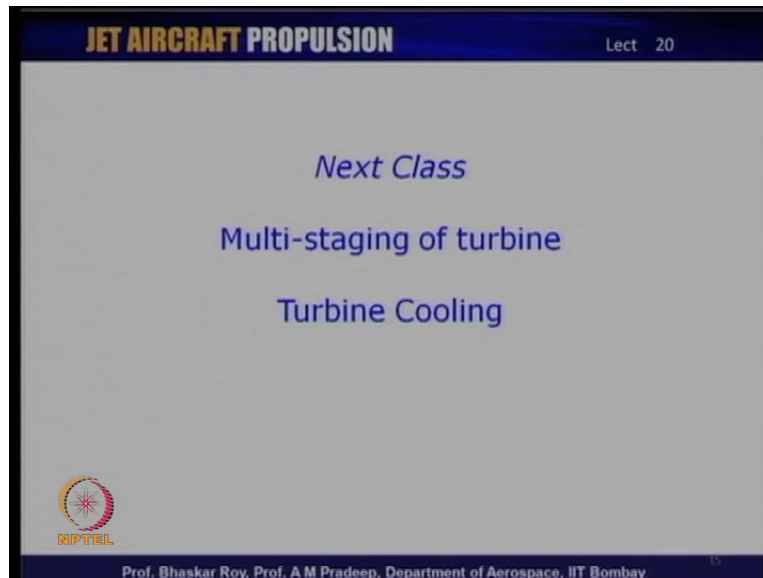 JET AIRCRAFT PROPULSION
Lect 20
Next Class
Multi-staging of turbine
Turbine Cooling
NPTEL
Prof. Bhaskar Roy, Prof. A M Pradeep, Department of Aerospace, IIT Bombay
15